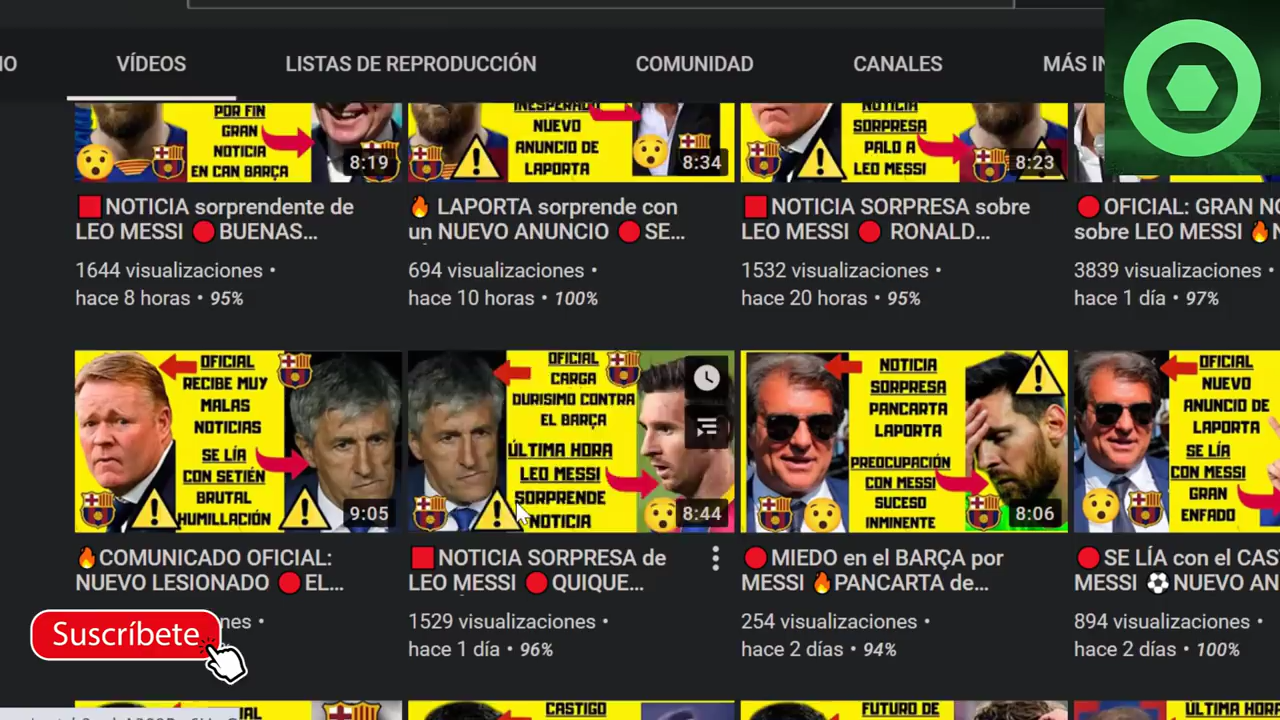 VÍDEOS
LISTAS DE REPRODUCCIÓN
COMUNIDAD
CANALES
MÁS
POR FIN
GRAN
NOTICIA
EN CAN BARÇA
8:19
INESPERADO
NUEVO
ANUNCIO DE
LAPORTA
8:34
NOTICIA
SORPRESA
PALO A
LEO MESSI
8:23
NOTICIA sorprendente de
LEO MESSI 🔴 BUENAS...
1644 visualizaciones •
hace 8 horas • 95%
🔥 LAPORTA sorprende con
un NUEVO ANUNCIO 🔴 SE...
694 visualizaciones •
hace 10 horas • 100%
NOTICIA SORPRESA sobre
LEO MESSI 🔴 RONALD...
1532 visualizaciones •
hace 20 horas • 95%
🔴 OFICIAL: GRAN
sobre LEO MESSI 🔥
3839 visualizaciones •
hace 1 día • 97%
OFICIAL
RECIBE MUY
MALAS
NOTICIAS
SE LÍA
CON SETIÉN
BRUTAL
HUMILLACIÓN
9:05
OFICIAL
CARGA
DURISIMO CONTRA
EL BARÇA
ÚLTIMA HORA
LEO MESSI
SORPRENDE
NOTICIA
8:44
NOTICIA
SORPRESA
PANCARTA
LAPORTA
PREOCUPACIÓN
CON MESSI
SUCESO
INMINENTE
8:06
OFICIAL
NUEVO
ANUNCIO DE
LAPORTA
SE LÍA
CON MESSI
GRAN
ENFADO
🔥COMUNICADO OFICIAL:
NUEVO LESIONADO 🔴 EL...
Suscríbete
NOTICIA SORPRESA de
LEO MESSI 🔴 QUIQUE...
1529 visualizaciones •
hace 1 día • 96%
🔴 MIEDO en el BARÇA por
MESSI 🔥PANCARTA de...
254 visualizaciones •
hace 2 días • 94%
🔴 SE LÍA con el
MESSI ⚽ NUEVO
894 visualizaciones •
hace 2 días • 100%
CASTIGO
FUTURO DE
ÚLTIMA HORA